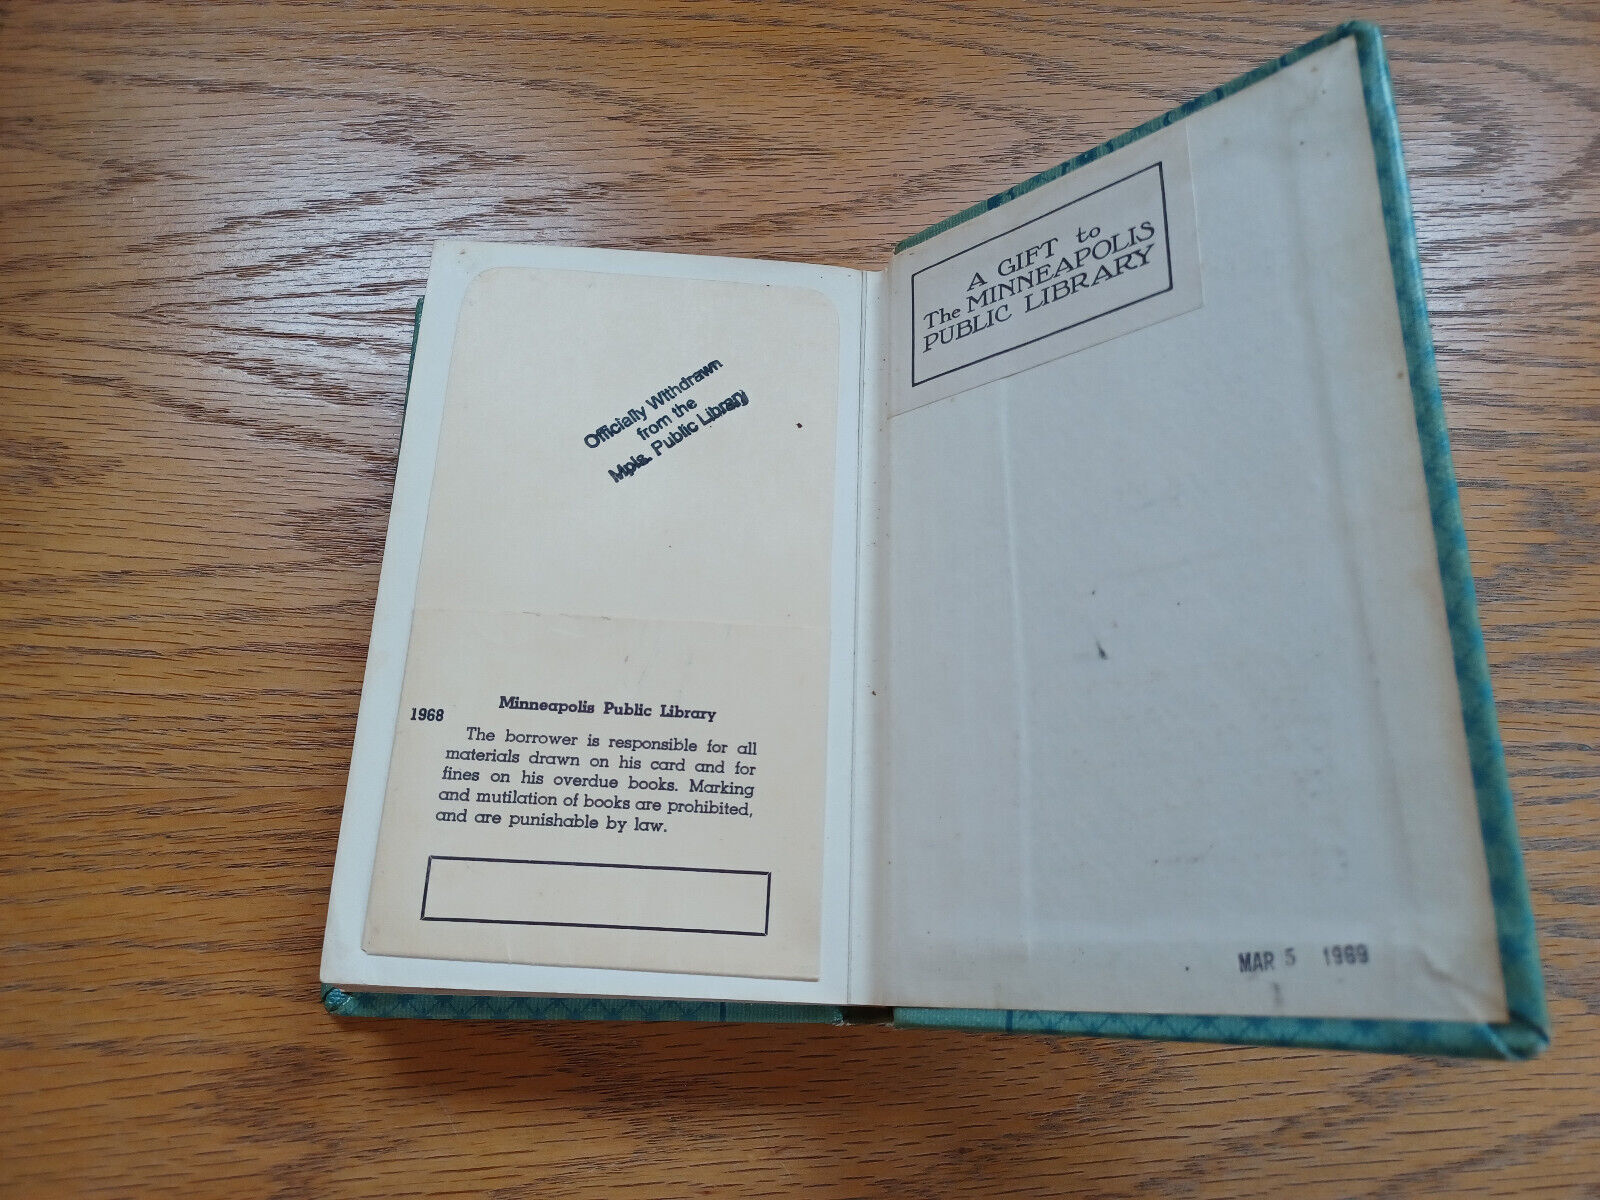 Officially Withdrawn
from the
Mpls. Public Library
Minneapolis Public Library
1968
The borrower is responsible for all
materials drawn on his card and for
fines on his overdue books. Marking
and mutilation of books are prohibited,
and are punishable by law.
A GIFT to
The MINNEAPOLIS
PUBLIC LIBRARY
MAR 5 1969